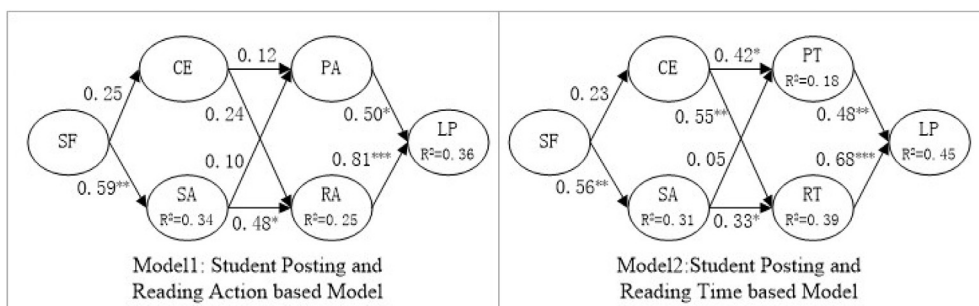 0.12
CE
PA
0.25
0.24
0.50*
SF
LP
R²=0.36
0.10
0.81***
0.59**
SA
R²=0.34
0.48*
RA
R²=0.25
Model1: Student Posting and
Reading Action based Model
0.42*
CE
PT
R²=0.18
0.23
0.55**
0.48**
SF
LP
R²=0.45
0.05
0.68***
0.56**
SA
R²=0.31
0.33*
RT
R²=0.39
Model2:Student Posting and
Reading Time based Model